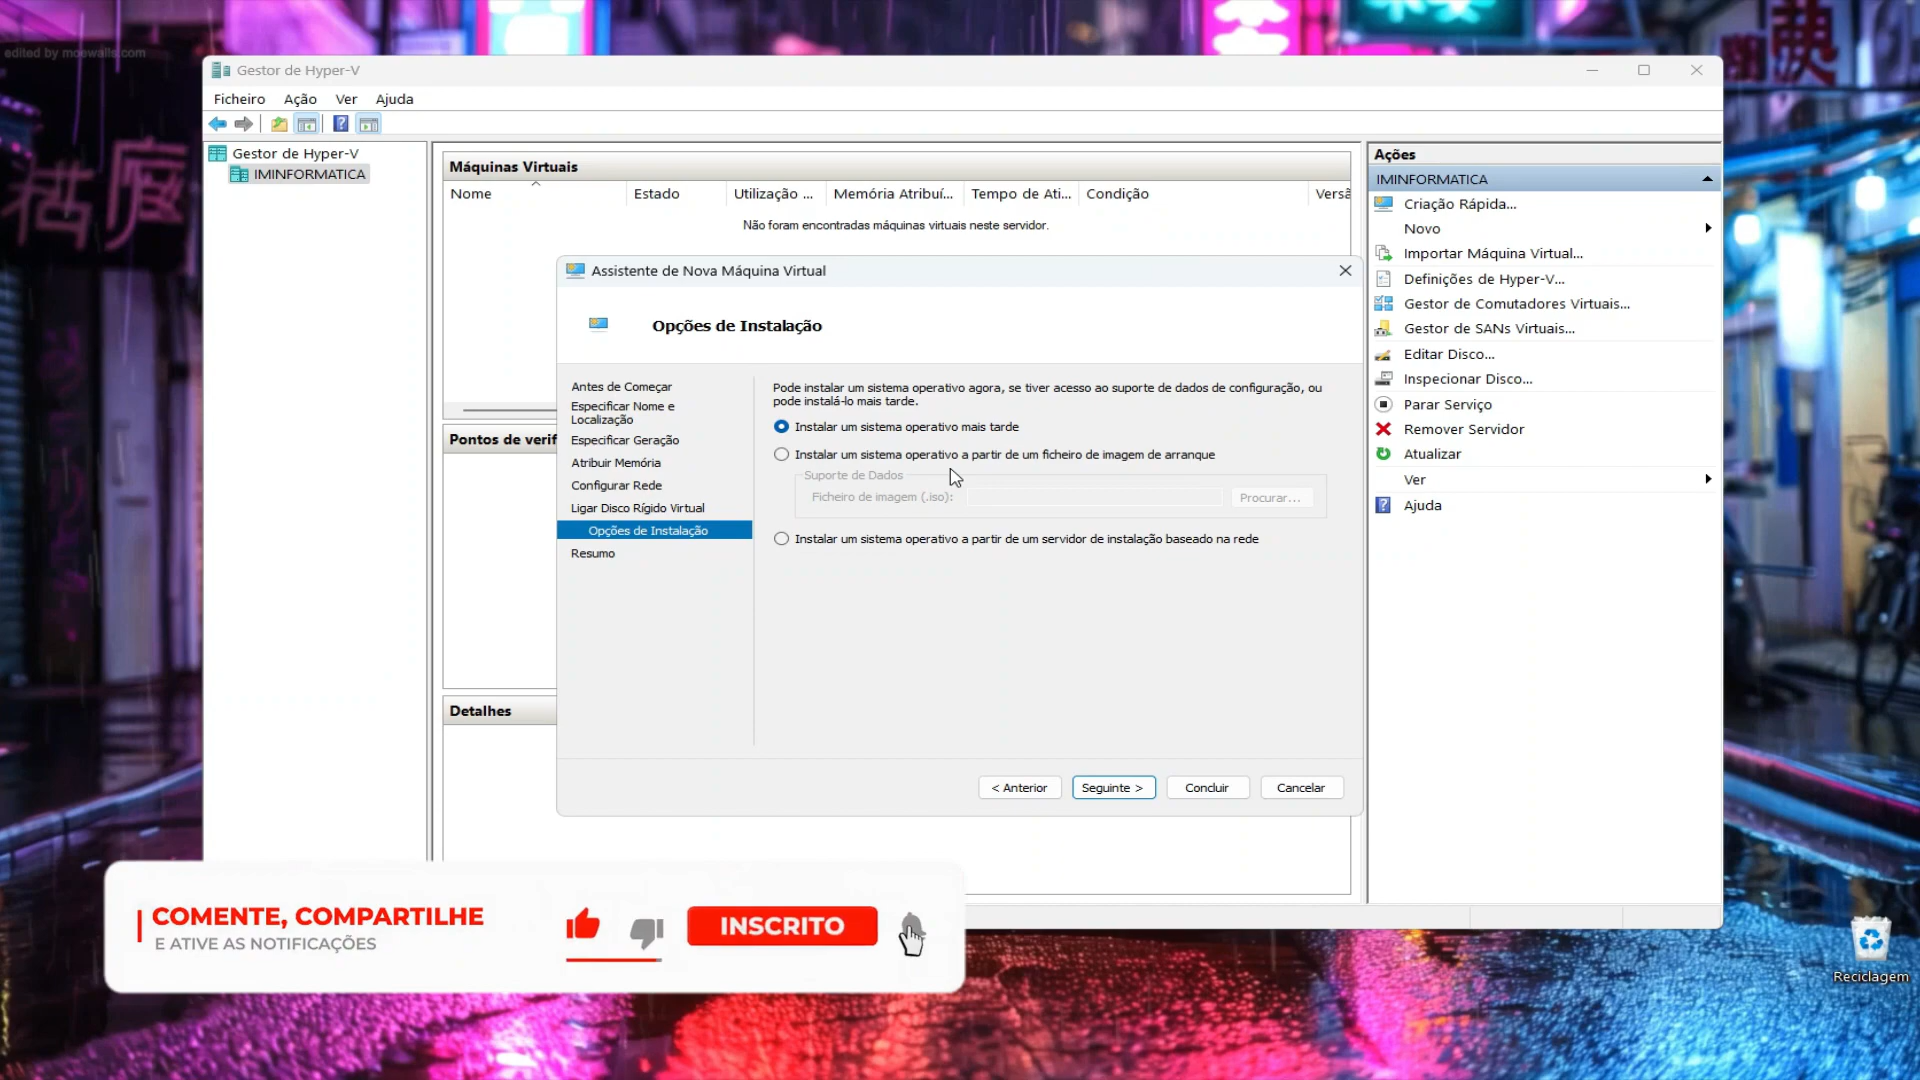 edited by moewalls.com
Gestor de Hyper-V
Ficheiro Ação Ver Ajuda
Gestor de Hyper-V
IMINFORMATICA
Máquinas Virtuais
Nome Estado Utilização ... Memória Atribuí... Tempo de Ati... Condição Versã
Não foram encontradas máquinas virtuais neste servidor.
Pontos de verif
Detalhes
Assistente de Nova Máquina Virtual
Opções de Instalação
Antes de Começar
Especificar Nome e
Localização
Especificar Geração
Atribuir Memória
Configurar Rede
Ligar Disco Rígido Virtual
Opções de Instalação
Resumo
Pode instalar um sistema operativo agora, se tiver acesso ao suporte de dados de configuração, ou
pode instalá-lo mais tarde.
Instalar um sistema operativo mais tarde
Instalar um sistema operativo a partir de um ficheiro de imagem de arranque
Suporte de Dados
Ficheiro de imagem (.iso): Procurar...
Instalar um sistema operativo a partir de um servidor de instalação baseado na rede
< Anterior Seguinte > Concluir Cancelar
Ações
IMINFORMATICA
Criação Rápida...
Novo
Importar Máquina Virtual...
Definições de Hyper-V...
Gestor de Comutadores Virtuais...
Gestor de SANs Virtuais...
Editar Disco...
Inspecionar Disco...
Parar Serviço
Remover Servidor
Atualizar
Ver
Ajuda
COMENTE, COMPARTILHE
E ATIVE AS NOTIFICAÇÕES
INSCRITO
Reciclagem